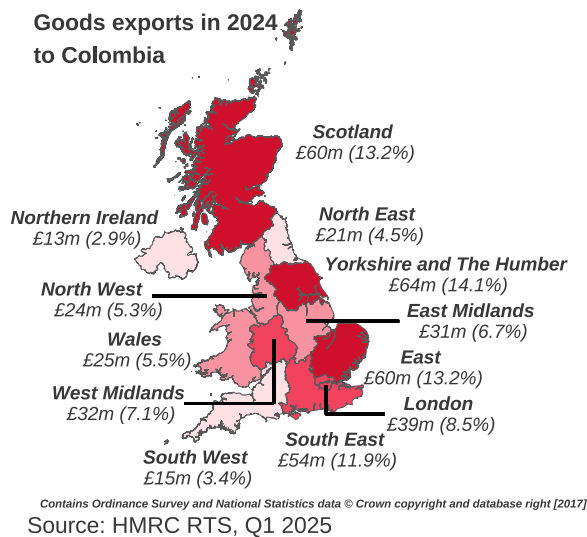 Goods exports in 2024
to Colombia
Scotland
£60m (13.2%)
Northern Ireland
£13m (2.9%)
North East
£21m (4.5%)
Yorkshire and The Humber
£64m (14.1%)
North West
£24m (5.3%)
East Midlands
£31m (6.7%)
Wales
£25m (5.5%)
East
£60m (13.2%)
West Midlands
£32m (7.1%)
London
£39m (8.5%)
South East
£54m (11.9%)
South West
£15m (3.4%)
Contains Ordinance Survey and National Statistics data © Crown copyright and database right [2017]
Source: HMRC RTS, Q1 2025